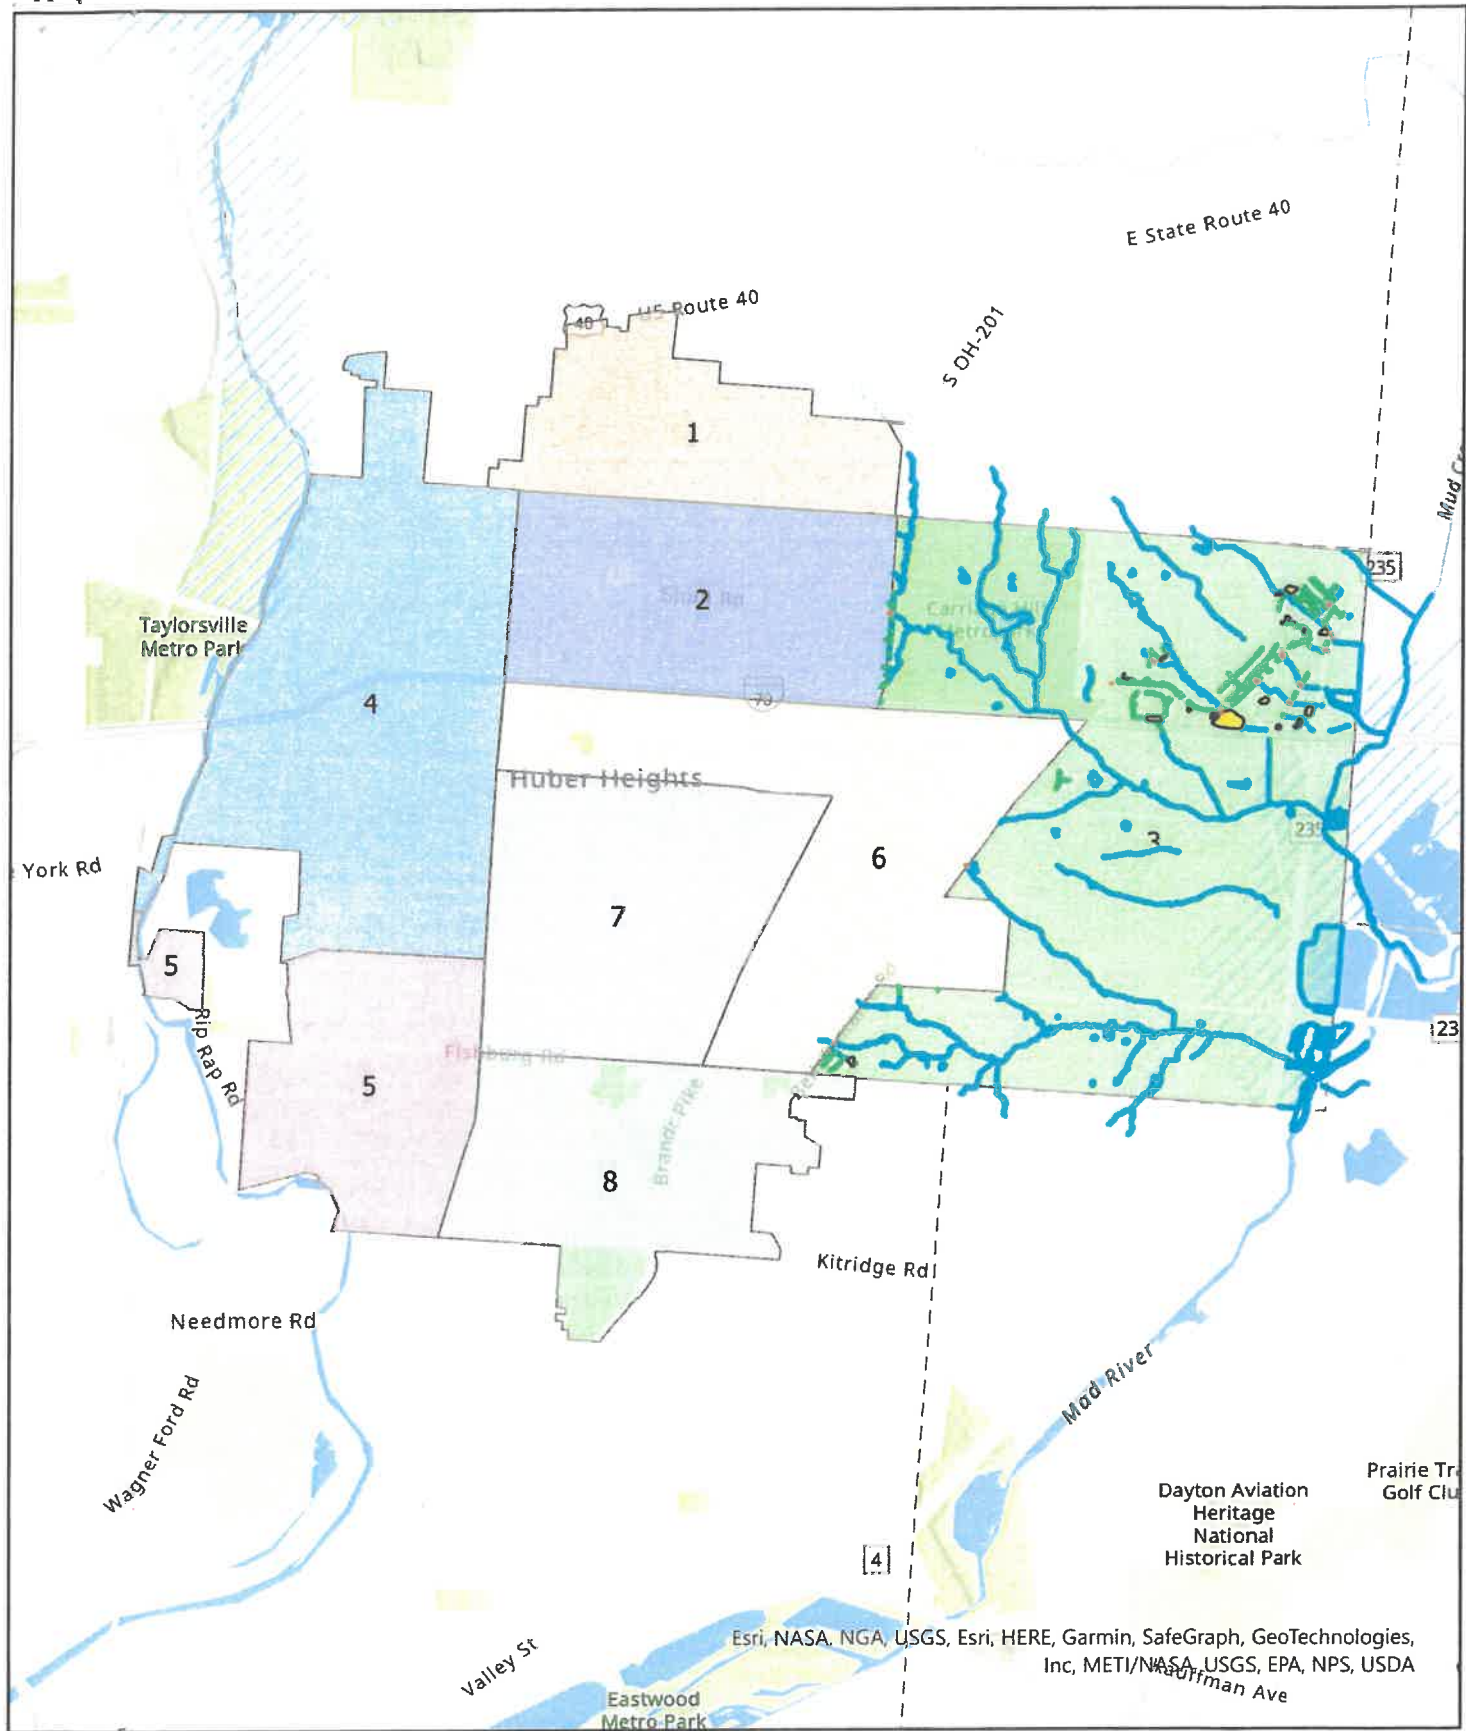 E State Route 40
US Route 40
40
S OH-201
1
235
2
Taylorsville
Metro Park
4
70
Huber Heights
3
235
6
York Rd
7
5
Rip Rap Rd
Fishburg Rd
5
Brandt Pike
8
Kitridge Rd
Needmore Rd
Mad River
Wagner Ford Rd
Prairie Tr
Golf Clu
Dayton Aviation
Heritage
National
Historical Park
4
Esri, NASA, NGA, USGS, Esri, HERE, Garmin, SafeGraph, GeoTechnologies,
Inc, METI/NASA, USGS, EPA, NPS, USDA
Kauffman Ave
Valley St
Eastwood
Metro Park